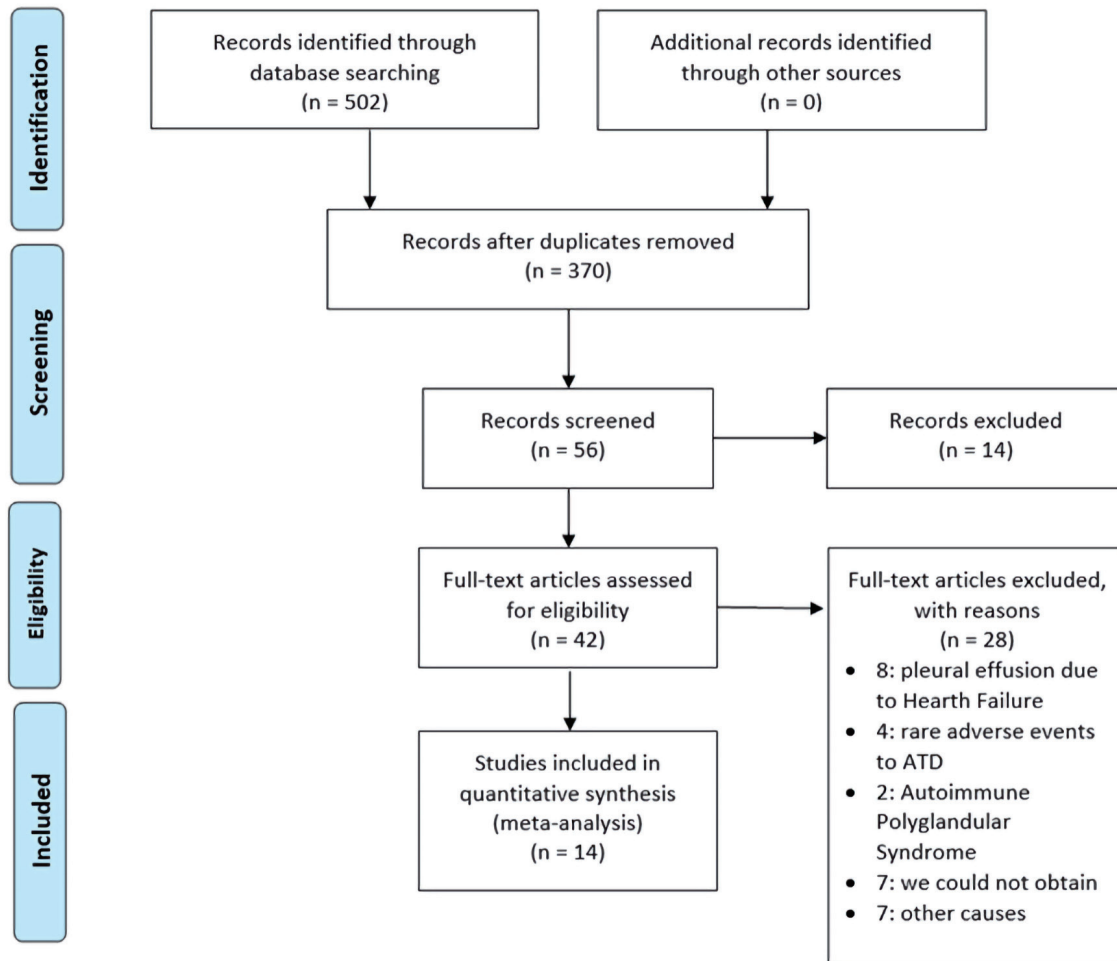 Identification
Records identified through
database searching
(n = 502)
Additional records identified
through other sources
(n = 0)
Records after duplicates removed
(n = 370)
Screening
Records screened
(n = 56)
Records excluded
(n = 14)
Eligibility
Full-text articles assessed
for eligibility
(n = 42)
Full-text articles excluded,
with reasons
(n = 28)
• 8: pleural effusion due
to Hearth Failure
• 4: rare adverse events
to ATD
• 2: Autoimmune
Polyglandular
Syndrome
• 7: we could not obtain
• 7: other causes
Included
Studies included in
quantitative synthesis
(meta-analysis)
(n = 14)